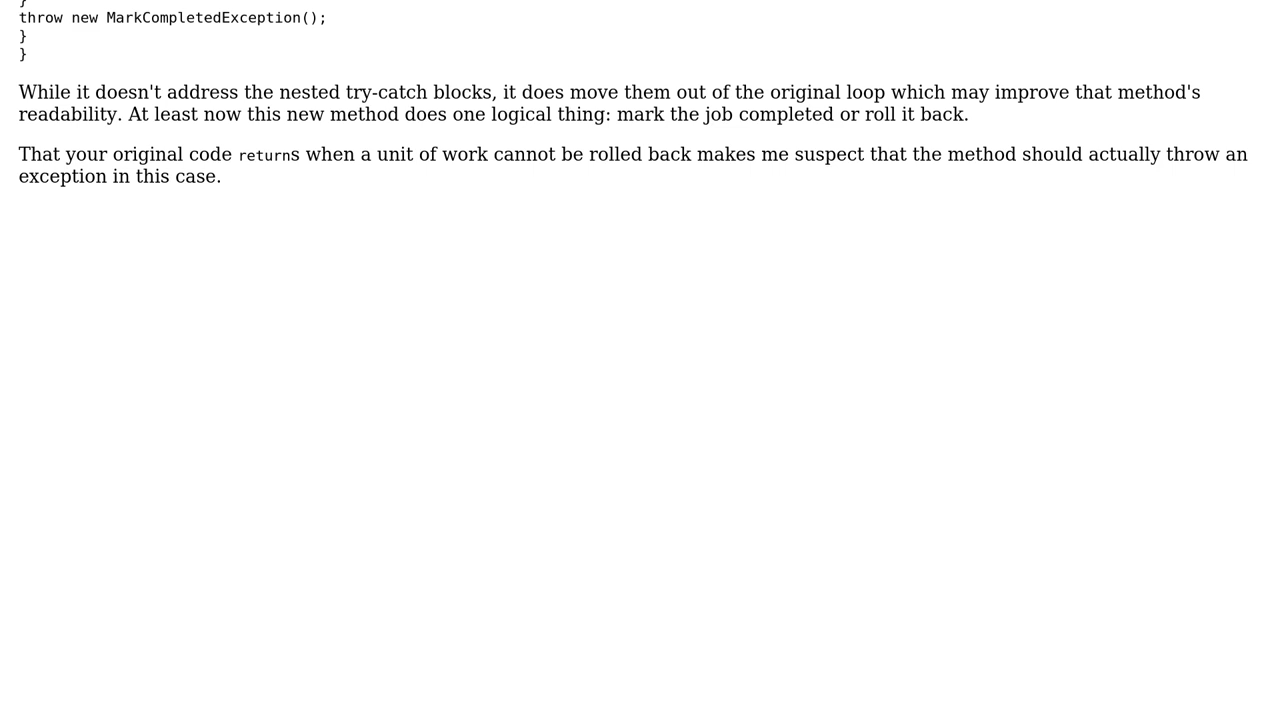 }
throw new MarkCompletedException();
}
}
While it doesn't address the nested try-catch blocks, it does move them out of the original loop which may improve that method's
readability. At least now this new method does one logical thing: mark the job completed or roll it back.
That your original code returns when a unit of work cannot be rolled back makes me suspect that the method should actually throw an
exception in this case.